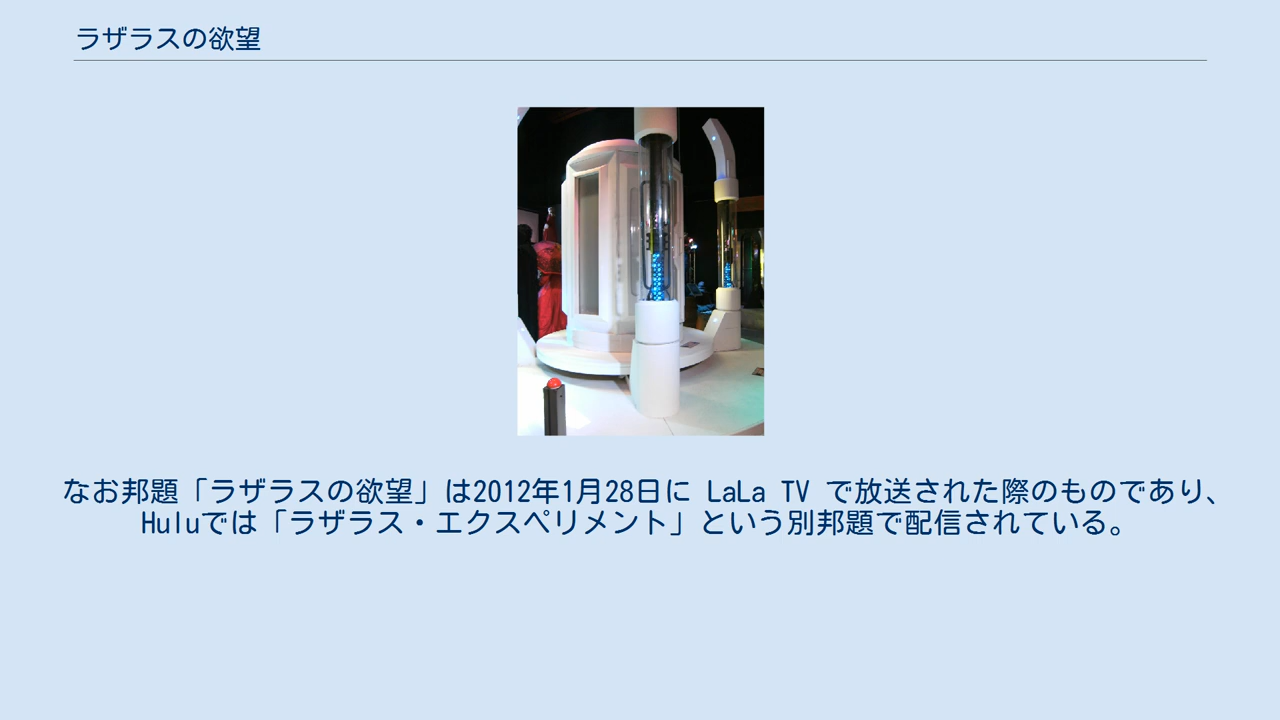 ラザラスの欲望
なお邦題「ラザラスの欲望」は2012年1月28日に LaLa TV で放送された際のものであり、
Huluでは「ラザラス・エクスペリメント」という別邦題で配信されている。